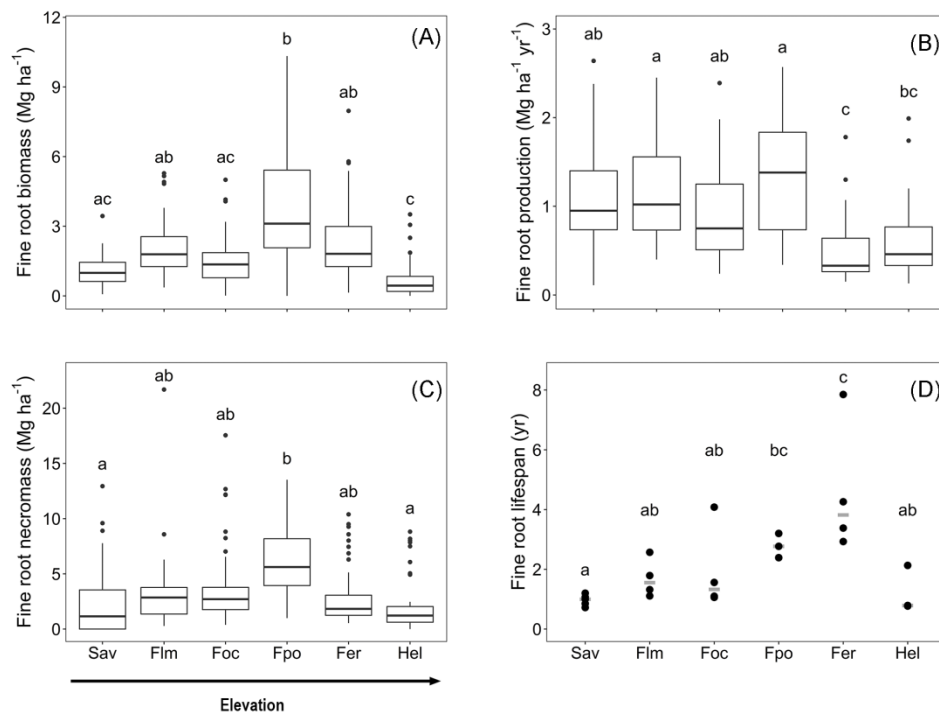 (A)
Fine root biomass (Mg ha⁻¹)
12
9
6
3
0
ac
ab
ac
b
ab
c
(B)
Fine root production (Mg ha⁻¹ yr⁻¹)
3
2
1
0
ab
a
ab
a
c
bc
(C)
Fine root necromass (Mg ha⁻¹)
20
15
10
5
0
a
ab
ab
b
ab
a
Sav Flm Foc Fpo Fer Hel
Elevation
(D)
Fine root lifespan (yr)
8
6
4
2
0
a
ab
ab
bc
c
ab
Sav Flm Foc Fpo Fer Hel